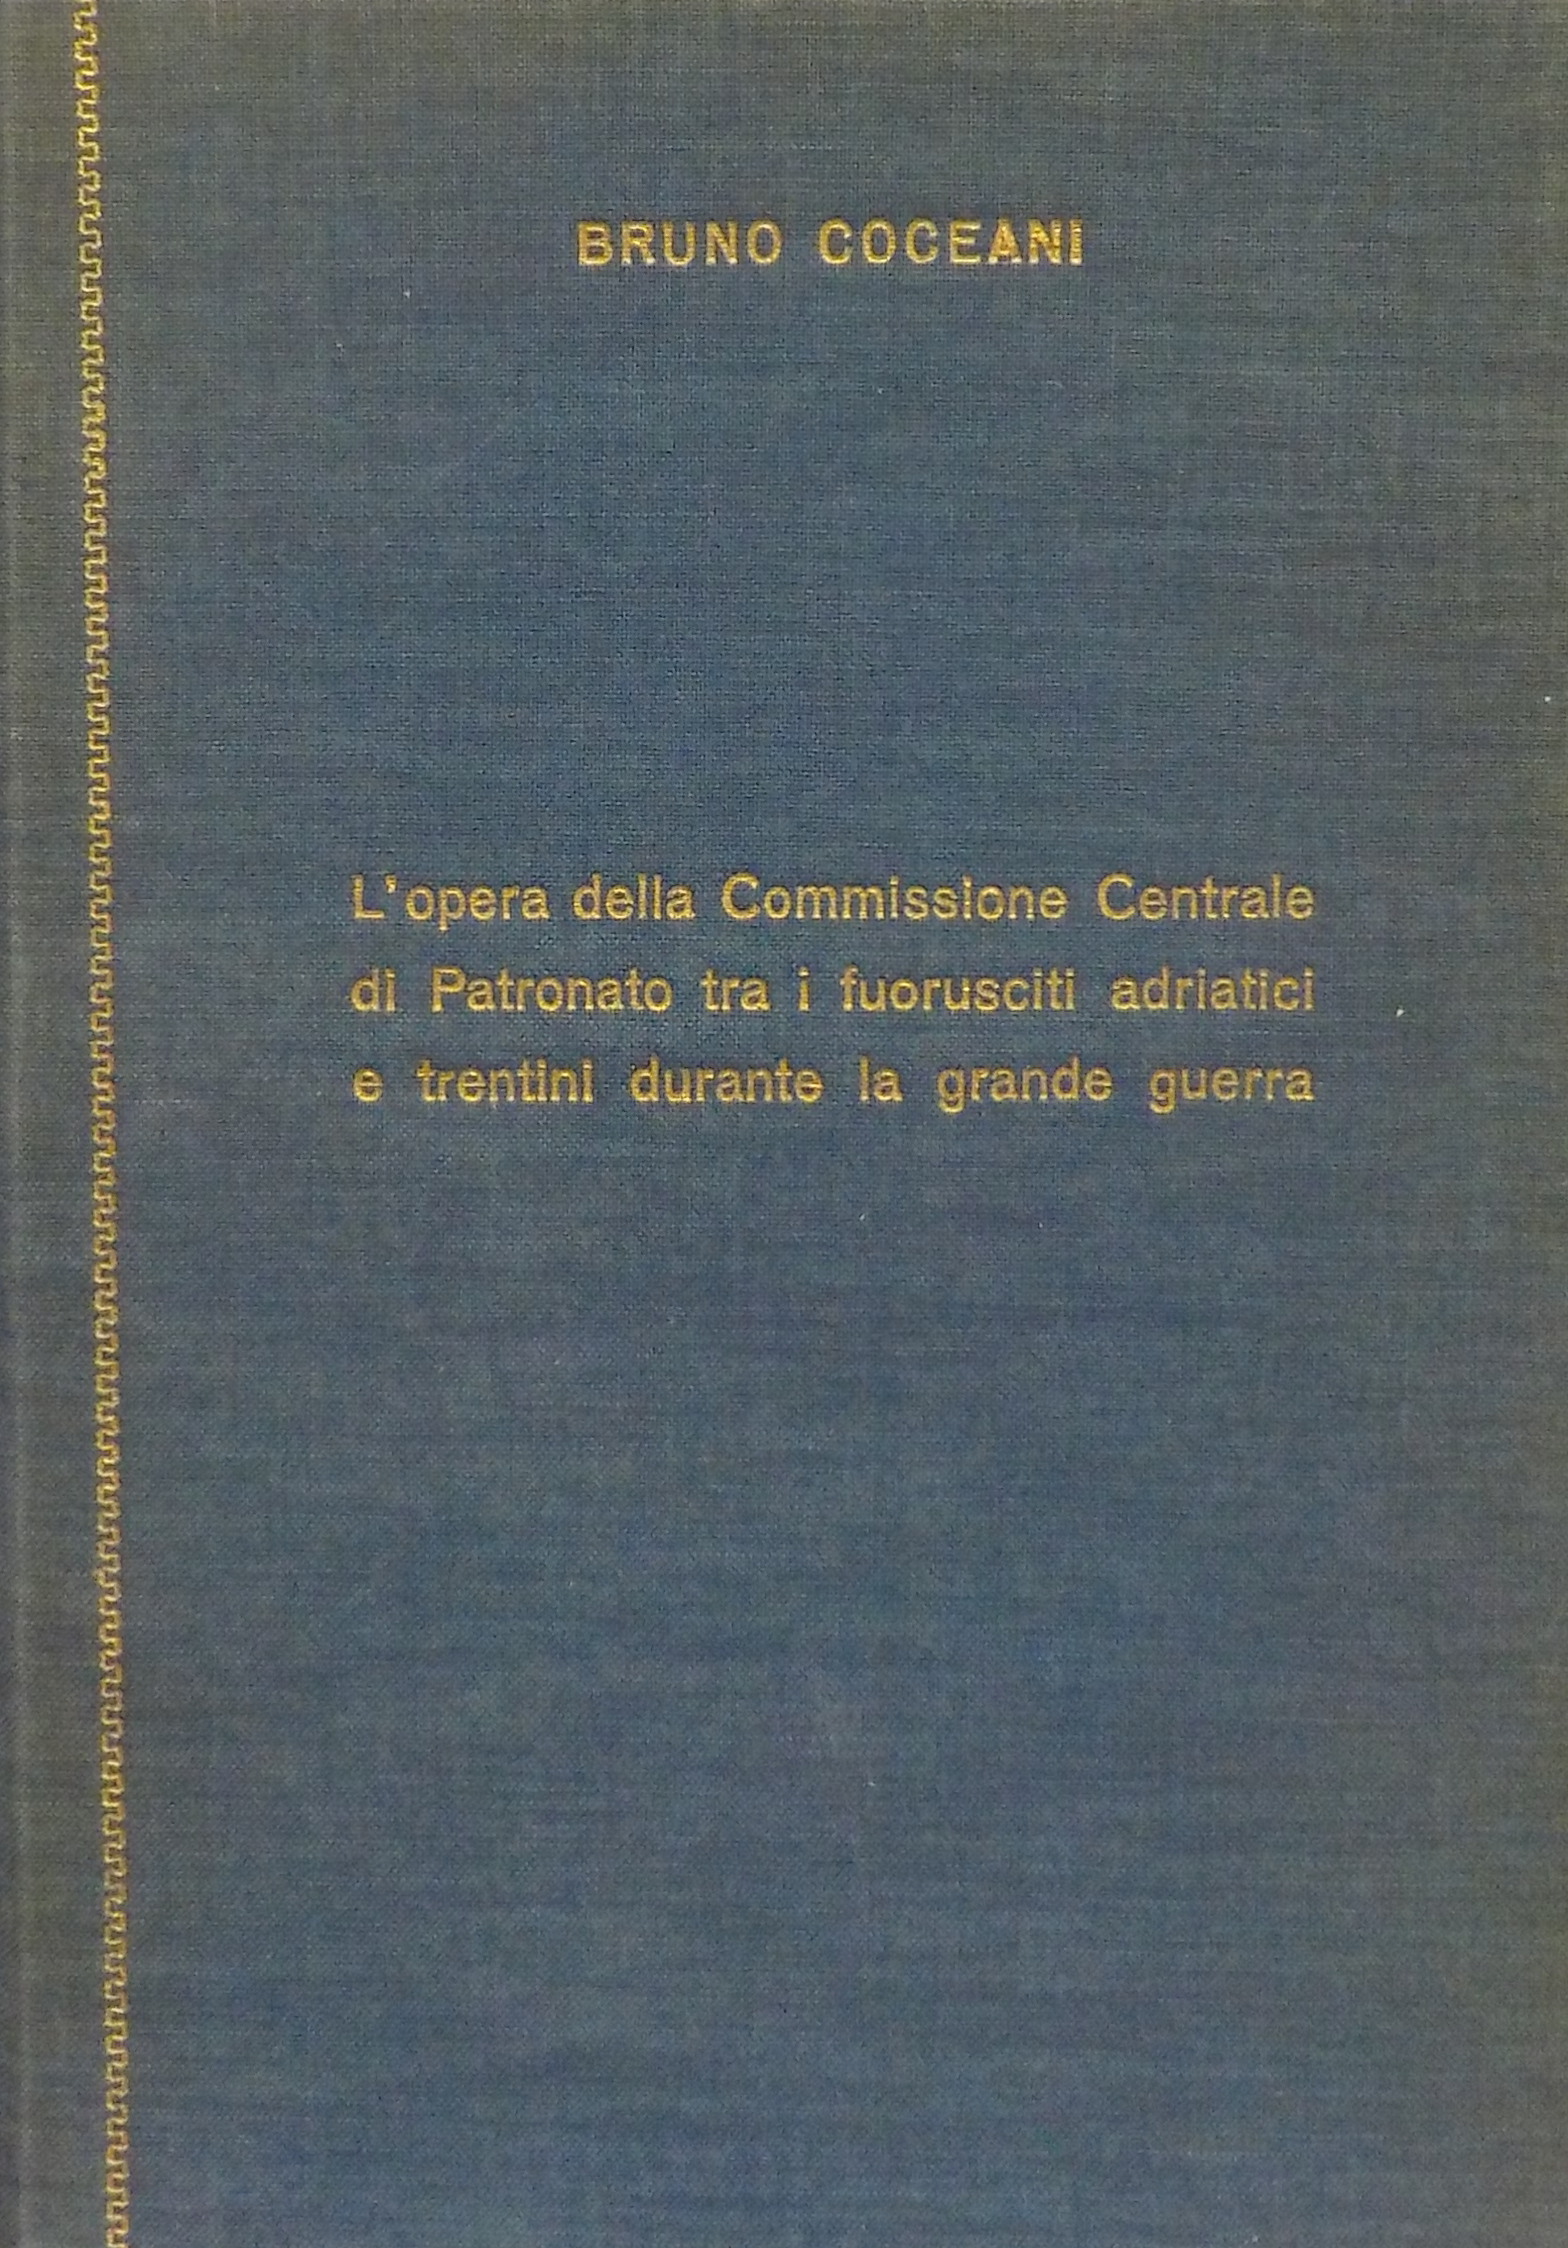 BRUNO COCEANI
L'opera della Commissione Centrale
di Patronato tra i fuorusciti adriatici
e trentini durante la grande guerra